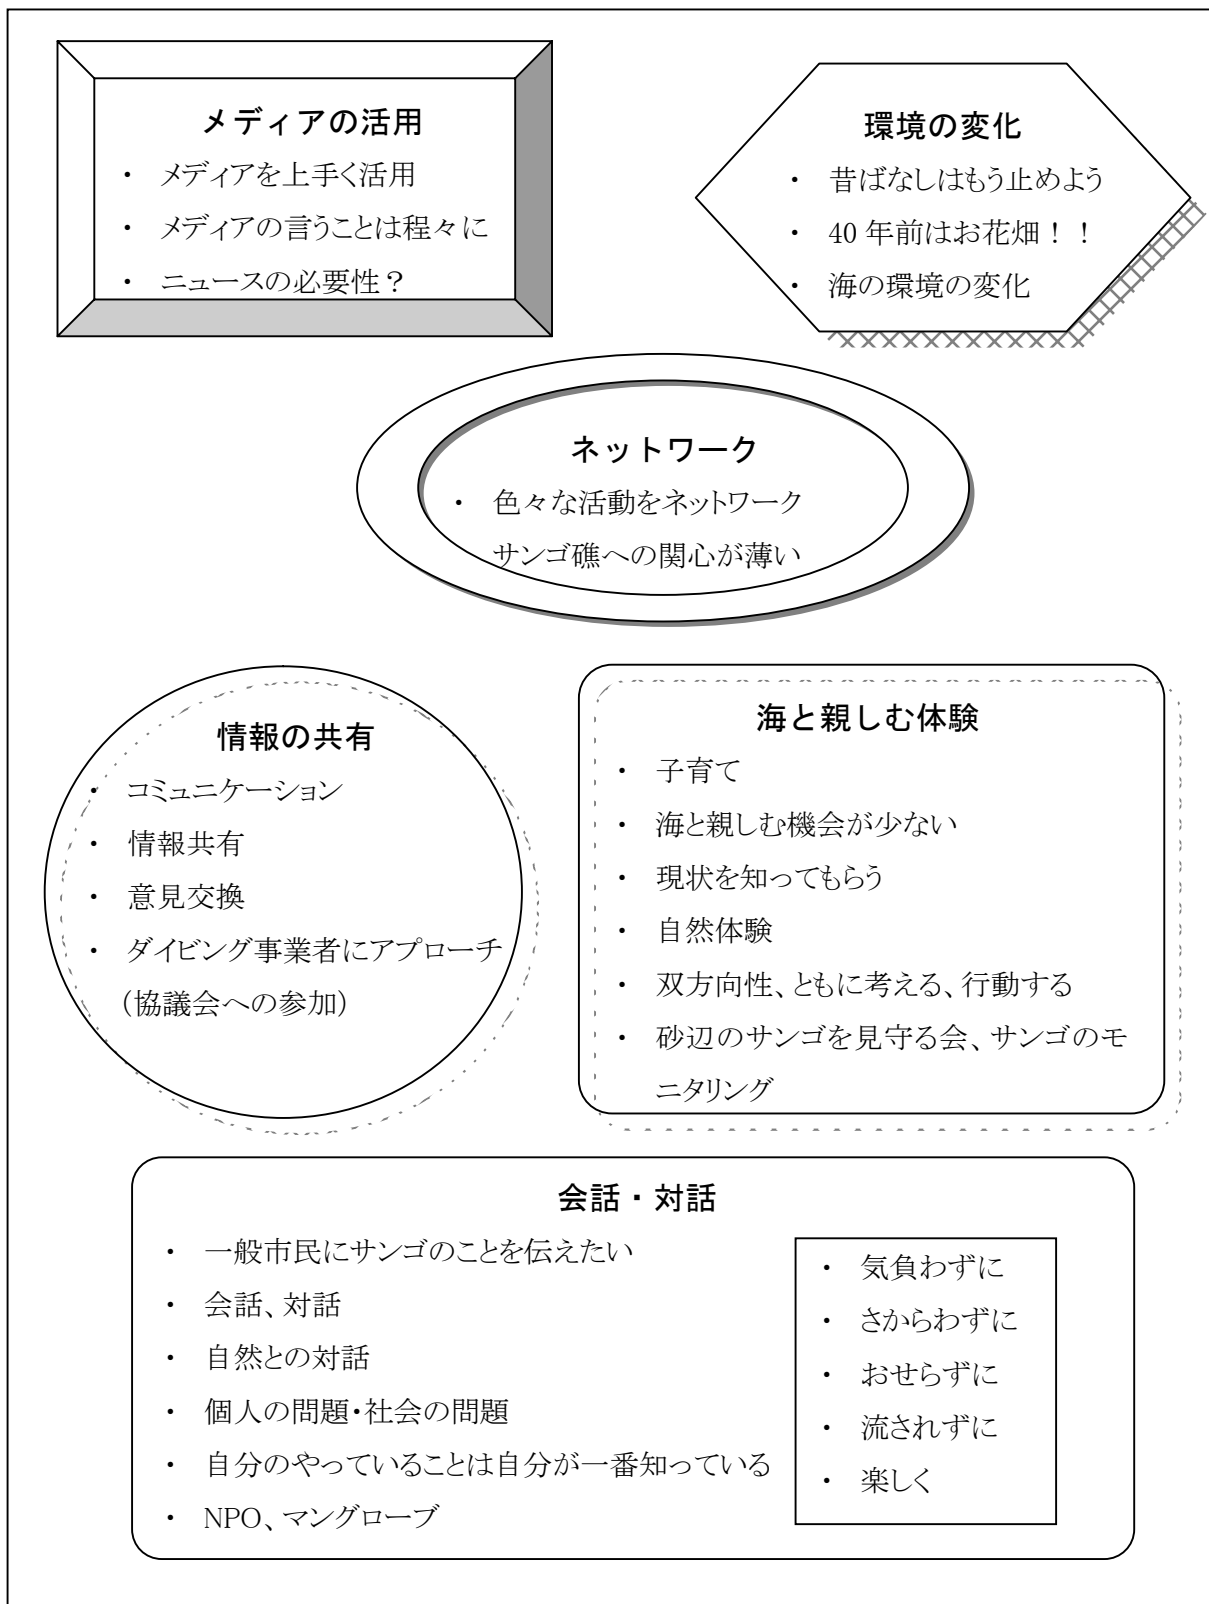 メディアの活用
・ メディアを上手く活用
・ メディアの言うことは程々に
・ ニュースの必要性？
環境の変化
・ 昔ばなしはもう止めよう
・ 40 年前はお花畑！！
・ 海の環境の変化
ネットワーク
・ 色々な活動をネットワーク
サンゴ礁への関心が薄い
情報の共有
・ コミュニケーション
・ 情報共有
・ 意見交換
・ ダイビング事業者にアプローチ
（協議会への参加）
海と親しむ体験
・ 子育て
・ 海と親しむ機会が少ない
・ 現状を知ってもらう
・ 自然体験
・ 双方向性、ともに考える、行動する
・ 砂辺のサンゴを見守る会、サンゴのモ
ニタリング
会話・対話
・ 一般市民にサンゴのことを伝えたい
・ 会話、対話
・ 自然との対話
・ 個人の問題・社会の問題
・ 自分のやっていることは自分が一番知っている
・ NPO、マングローブ
・ 気負わずに
・ さからわずに
・ おせらずに
・ 流されずに
・ 楽しく